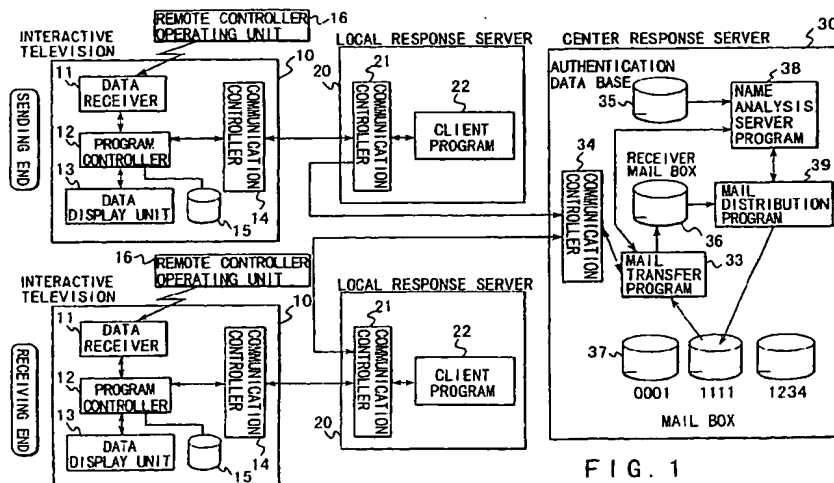 REMOTE CONTROLLER
OPERATING UNIT
16
INTERACTIVE
TELEVISION
10
11
DATA
RECEIVER
12
PROGRAM
CONTROLLER
13
DATA
DISPLAY UNIT
15
COMMUNICATION
CONTROLLER
14
SENDING END
LOCAL RESPONSE SERVER
20
21
COMMUNICATION
CONTROLLER
22
CLIENT
PROGRAM
16
REMOTE CONTROLLER
OPERATING UNIT
INTERACTIVE
TELEVISION
10
11
DATA
RECEIVER
12
PROGRAM
CONTROLLER
13
DATA
DISPLAY UNIT
15
COMMUNICATION
CONTROLLER
14
RECEIVING END
LOCAL RESPONSE SERVER
20
21
COMMUNICATION
CONTROLLER
22
CLIENT
PROGRAM
CENTER RESPONSE SERVER
30
AUTHENTICATION
DATA BASE
35
38
NAME
ANALYSIS
SERVER
PROGRAM
34
COMMUNICATION
CONTROLLER
RECEIVER
MAIL BOX
36
39
MAIL
DISTRIBUTION
PROGRAM
MAIL
TRANSFER
PROGRAM
33
37
0001
1111
1234
MAIL BOX
FIG. 1